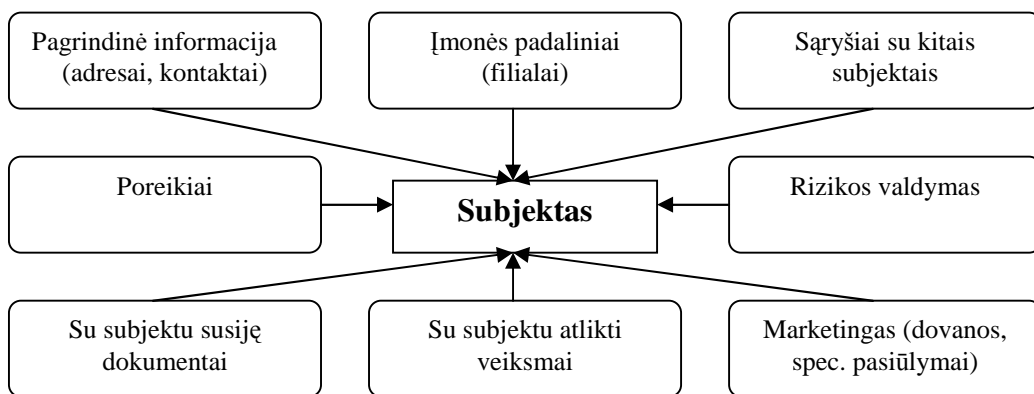 Pagrindinė informacija
(adresai, kontaktai)
Įmonės padaliniai
(filialai)
Sąryšiai su kitais
subjektais
Poreikiai
Subjektas
Rizikos valdymas
Su subjektu susiję
dokumentai
Su subjektu atlikti
veiksmai
Marketingas (dovanos,
spec. pasiūlymai)